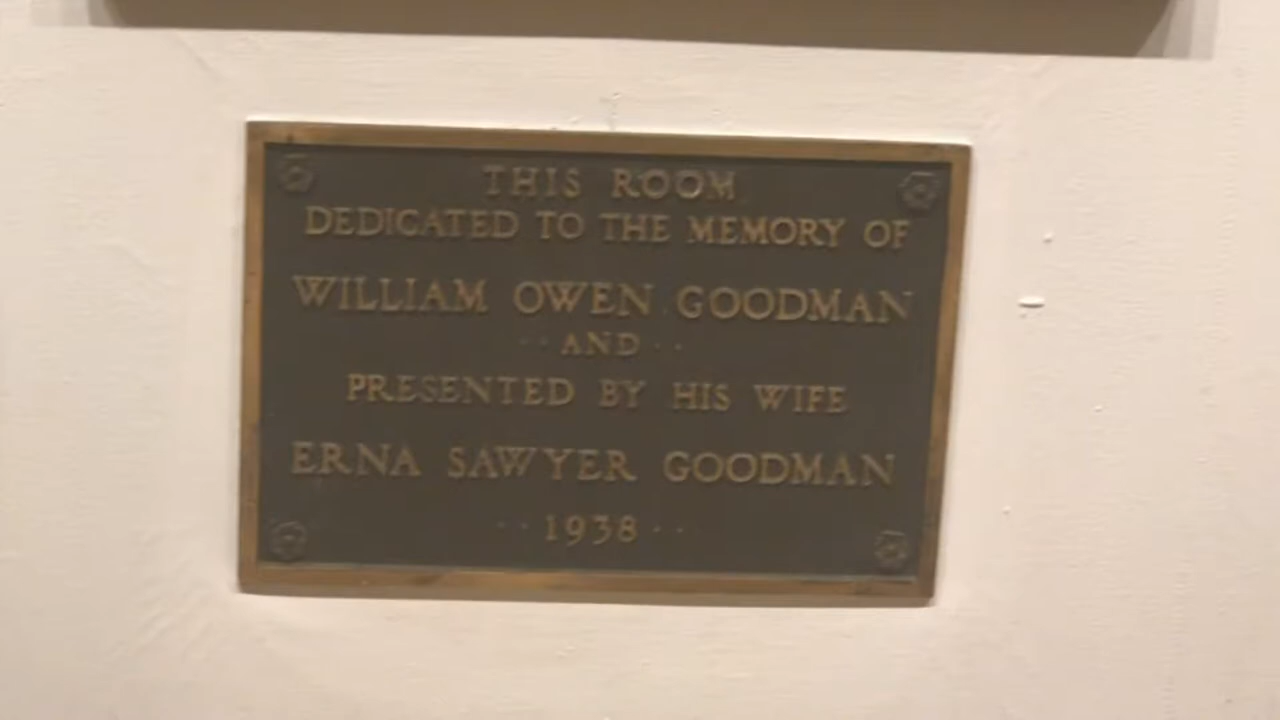 THIS ROOM
DEDICATED TO THE MEMORY OF
WILLIAM OWEN GOODMAN
··AND··
PRESENTED BY HIS WIFE
ERNA SAWYER GOODMAN
··1938··